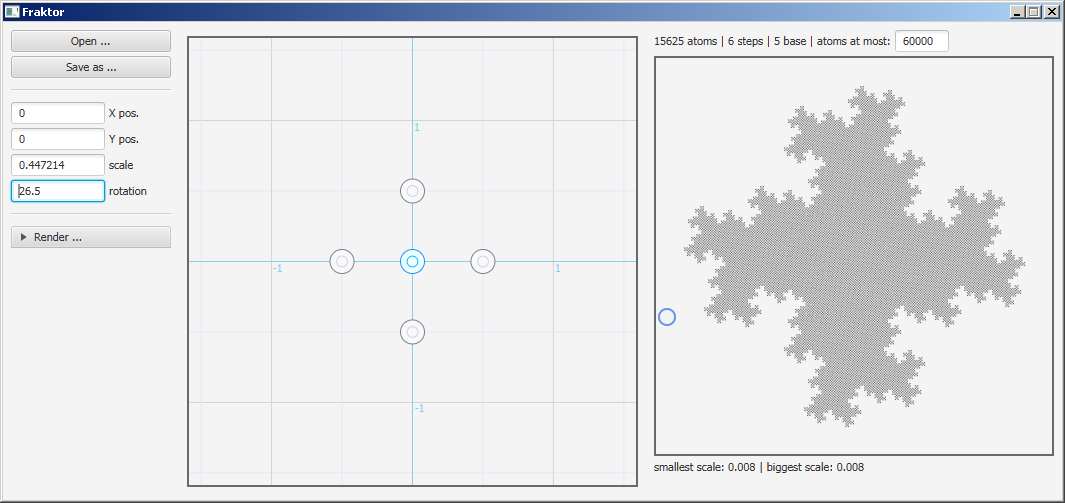 Fraktor
Open ...
Save as ...
0 X pos.
0 Y pos.
0.447214 scale
26.5 rotation
Render ...
1
-1 1
-1
15625 atoms | 6 steps | 5 base | atoms at most: 60000
smallest scale: 0.008 | biggest scale: 0.008